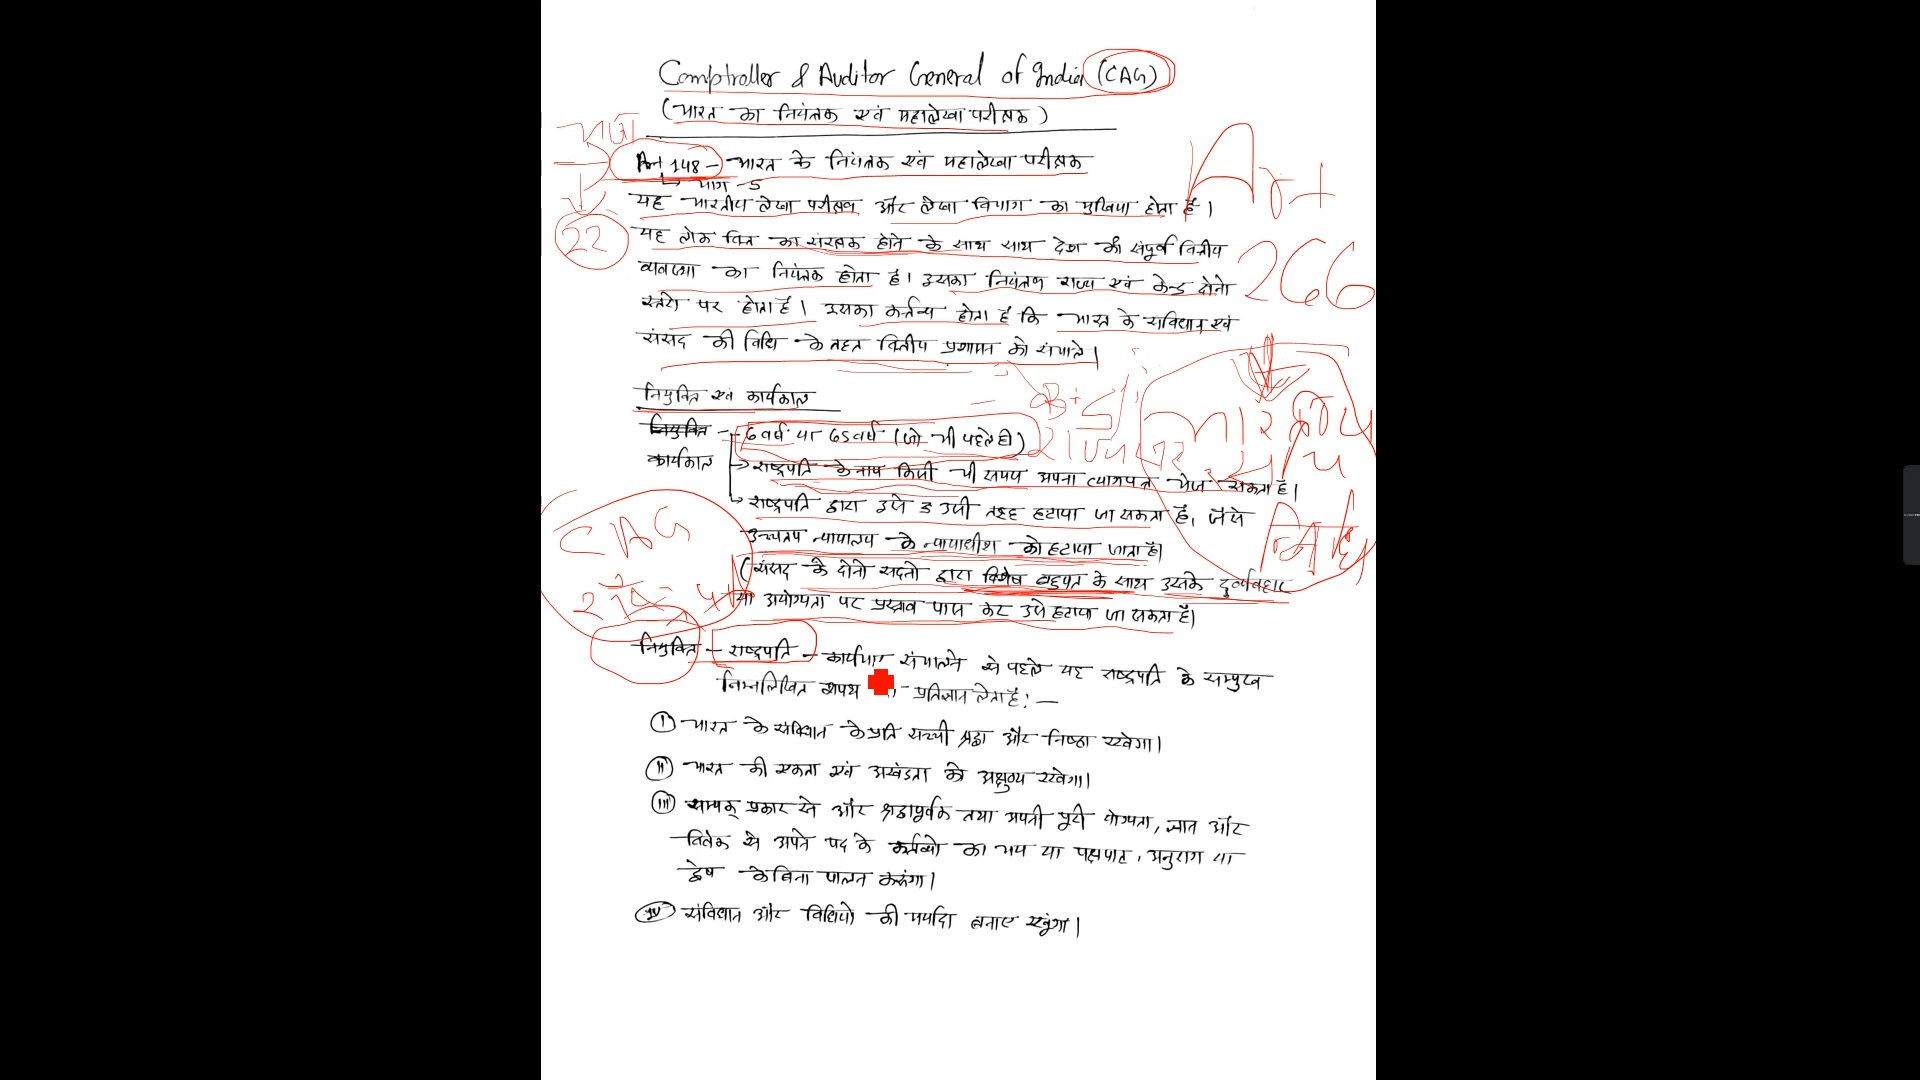 Comptroller & Auditor General of India (CAG)
(भारत का नियंत्रक एवं महालेखा परीक्षक)
Art 148 - भारत के नियंत्रक एवं महालेखा परीक्षक
भाग - 5
22
Art
266
यह भारतीय लेखा परीक्षण और लेखा विभाग का मुखिया होता है।
यह लोक वित्त का संरक्षक होने के साथ साथ देश की संपूर्ण वित्तीय
व्यवस्था का नियंत्रक होता है। उसका नियंत्रण राज्य एवं केन्द्र दोनो
स्तरो पर होता है। उसका कर्तव्य होता है कि भारत के संविधान एवं
संसद की विधि के तहत वित्तीय प्रशासन को संभाले।
नियुक्ति एवं कार्यकाल
नियुक्ति - 6 वर्ष या 65 वर्ष (जो भी पहले हो)
कार्यकाल → राष्ट्रपति के नाम किसी भी समय अपना त्यागपत्र भेज सकता है।
→ राष्ट्रपति द्वारा उसे उसी तरह हटाया जा सकता है, जैसे
उच्चतम न्यायालय के न्यायाधीश को हटाया जाता है।
(संसद के दोनो सदनो द्वारा विशेष बहुमत के साथ उसके दुर्व्यवहार
या अयोग्यता पर प्रस्ताव पास कर उसे हटाया जा सकता है।
CAG
नियुक्ति - राष्ट्रपति - कार्यभार संभालने से पहले यह राष्ट्रपति के सम्मुख
निम्नलिखित शपथ प्रतिज्ञान लेता है: -
(i) भारत के संविधान के प्रति सच्ची श्रद्धा और निष्ठा रखेगा।
(ii) भारत की एकता एवं अखंडता को अक्षुण्य रखेगा।
(iii) सम्यक् प्रकार से और श्रद्धापूर्वक तथा अपनी पूरी योग्यता, ज्ञान और
विवेक से अपने पद के कर्तव्यो का भय या पक्षपात, अनुराग या
द्वेष के बिना पालन करूंगा।
(iv) संविधान और विधियो की मर्यादा बनाए रखूंगा।